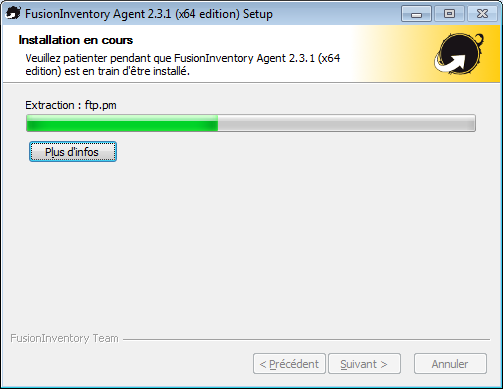 FusionInventory Agent 2.3.1 (x64 edition) Setup
Installation en cours
Veuillez patienter pendant que FusionInventory Agent 2.3.1 (x64
edition) est en train d'être installé.
Extraction : ftp.pm
Plus d'infos
FusionInventory Team
< Précédent
Suivant >
Annuler